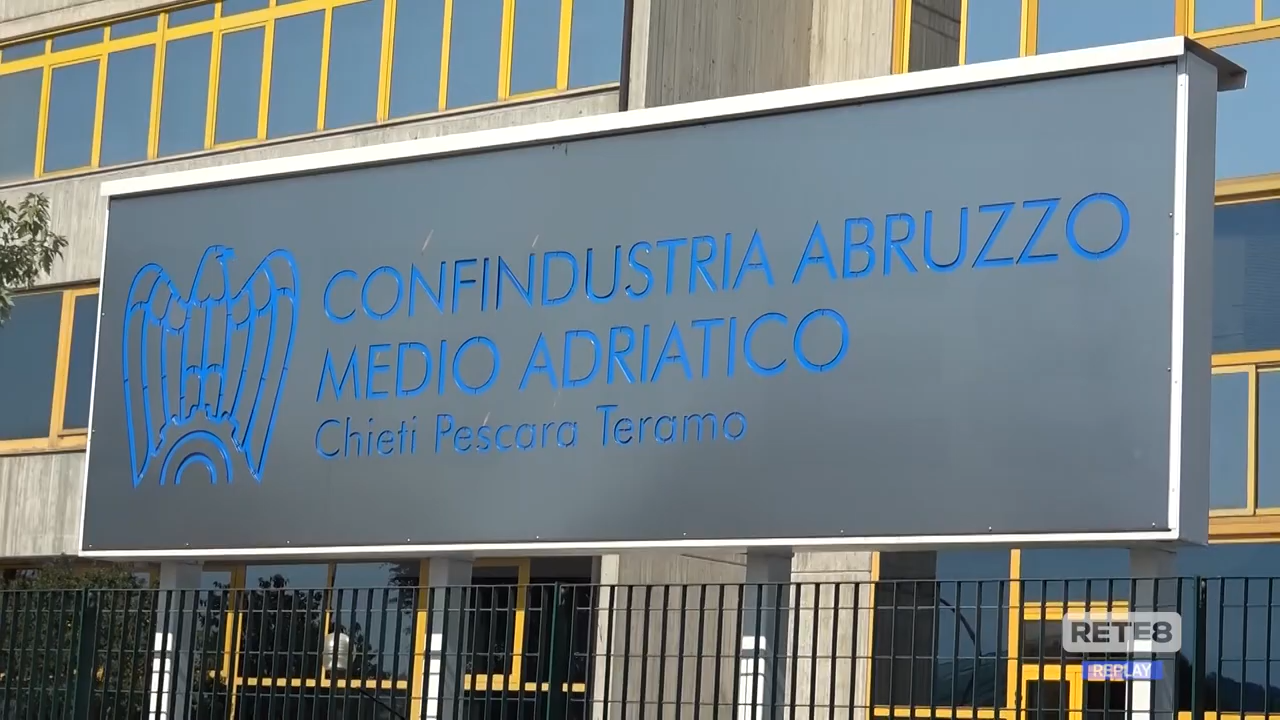 CONFINDUSTRIA ABRUZZO
MEDIO ADRIATICO
Chieti Pescara Teramo
RETE8
REPLAY